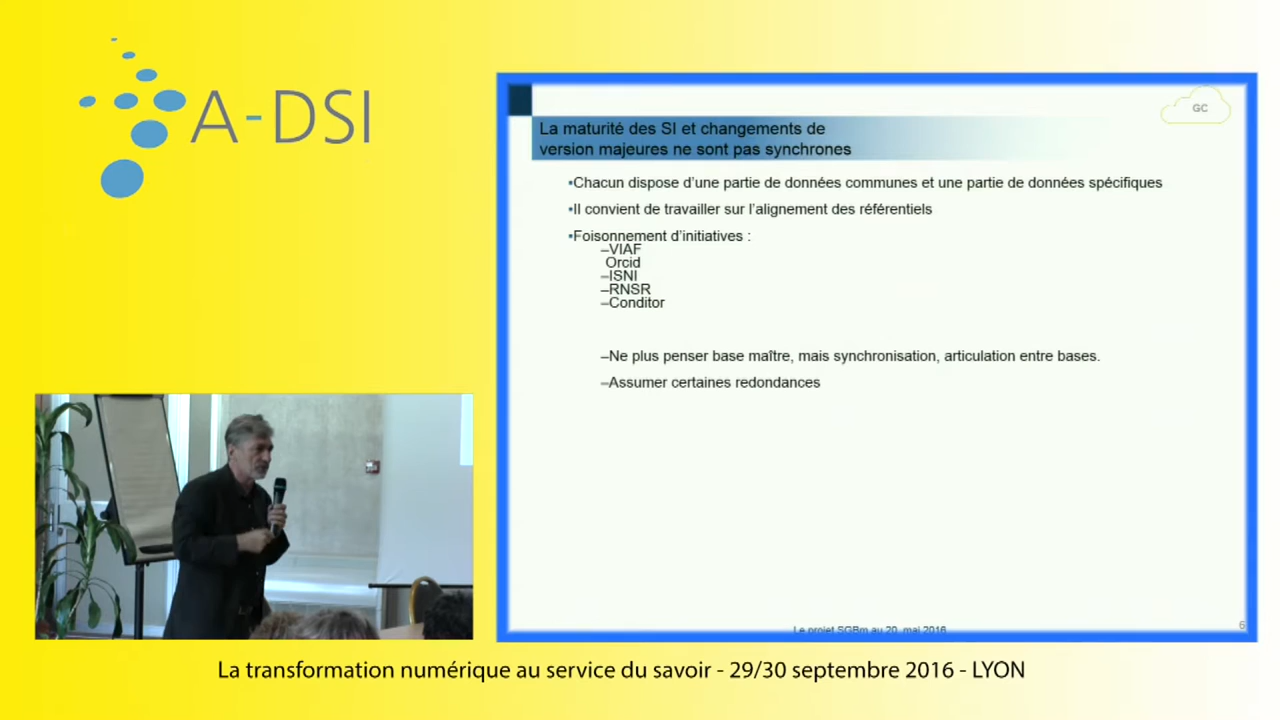 A-DSI
GC
La maturité des SI et changements de
version majeures ne sont pas synchrones
▪Chacun dispose d’une partie de données communes et une partie de données spécifiques
▪Il convient de travailler sur l’alignement des référentiels
▪Foisonnement d’initiatives :
–VIAF
Orcid
–ISNI
–RNSR
–Conditor
–Ne plus penser base maître, mais synchronisation, articulation entre bases.
–Assumer certaines redondances
Le projet SGBm au 20 mai 2016
6
La transformation numérique au service du savoir - 29/30 septembre 2016 - LYON